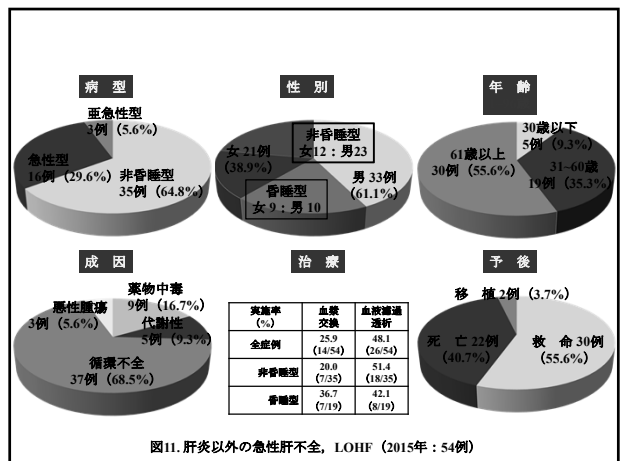 病 型
亜急性型
3例（5.6%）
急性型
16例（29.6%）
非昏睡型
35例（64.8%）
性 別
非昏睡型
女12：男23
女 21例
（38.9%）
男 33例
（61.1%）
昏睡型
女 9：男 10
年 齢
30歳以下
5例（9.3%）
61歳以上
30例（55.6%）
31~60歳
19例（35.3%）
成 因
薬物中毒
9例（16.7%）
悪性腫瘍
3例（5.6%）
代謝性
5例（9.3%）
循環不全
37例（68.5%）
治 療
実施率（%） 血漿交換 血液濾過透析
全症例 25.9（14/54） 48.1（26/54）
非昏睡型 20.0（7/35） 51.4（18/35）
昏睡型 36.7（7/19） 42.1（8/19）
予 後
移 植 2例（3.7%）
死 亡 22例
（40.7%）
救 命 30例
（55.6%）
図11. 肝炎以外の急性肝不全，LOHF（2015年：54例）